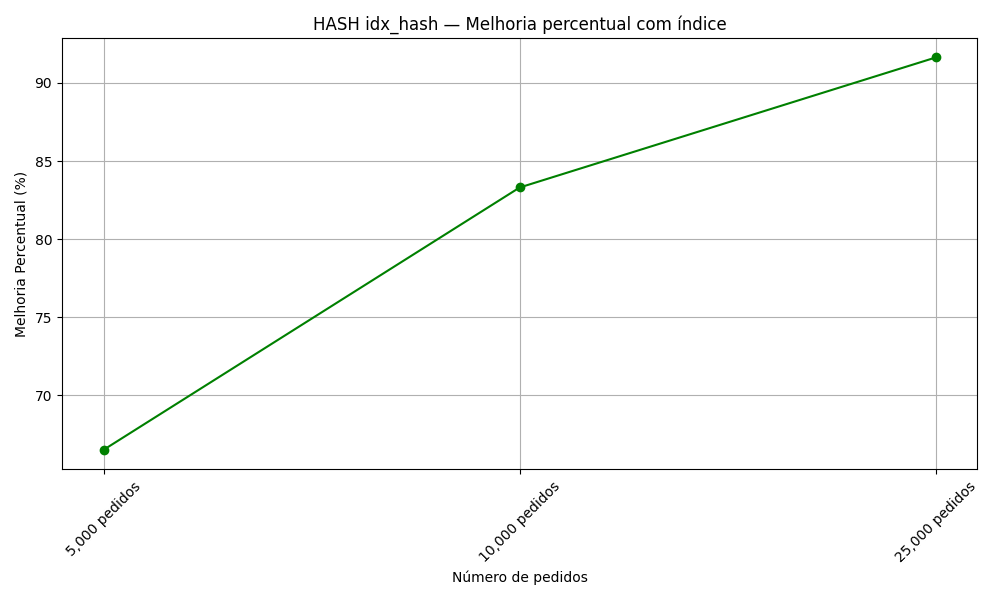 HASH idx_hash — Melhoria percentual com índice
Melhoria Percentual (%)
90
85
80
75
70
5,000 pedidos
10,000 pedidos
25,000 pedidos
Número de pedidos